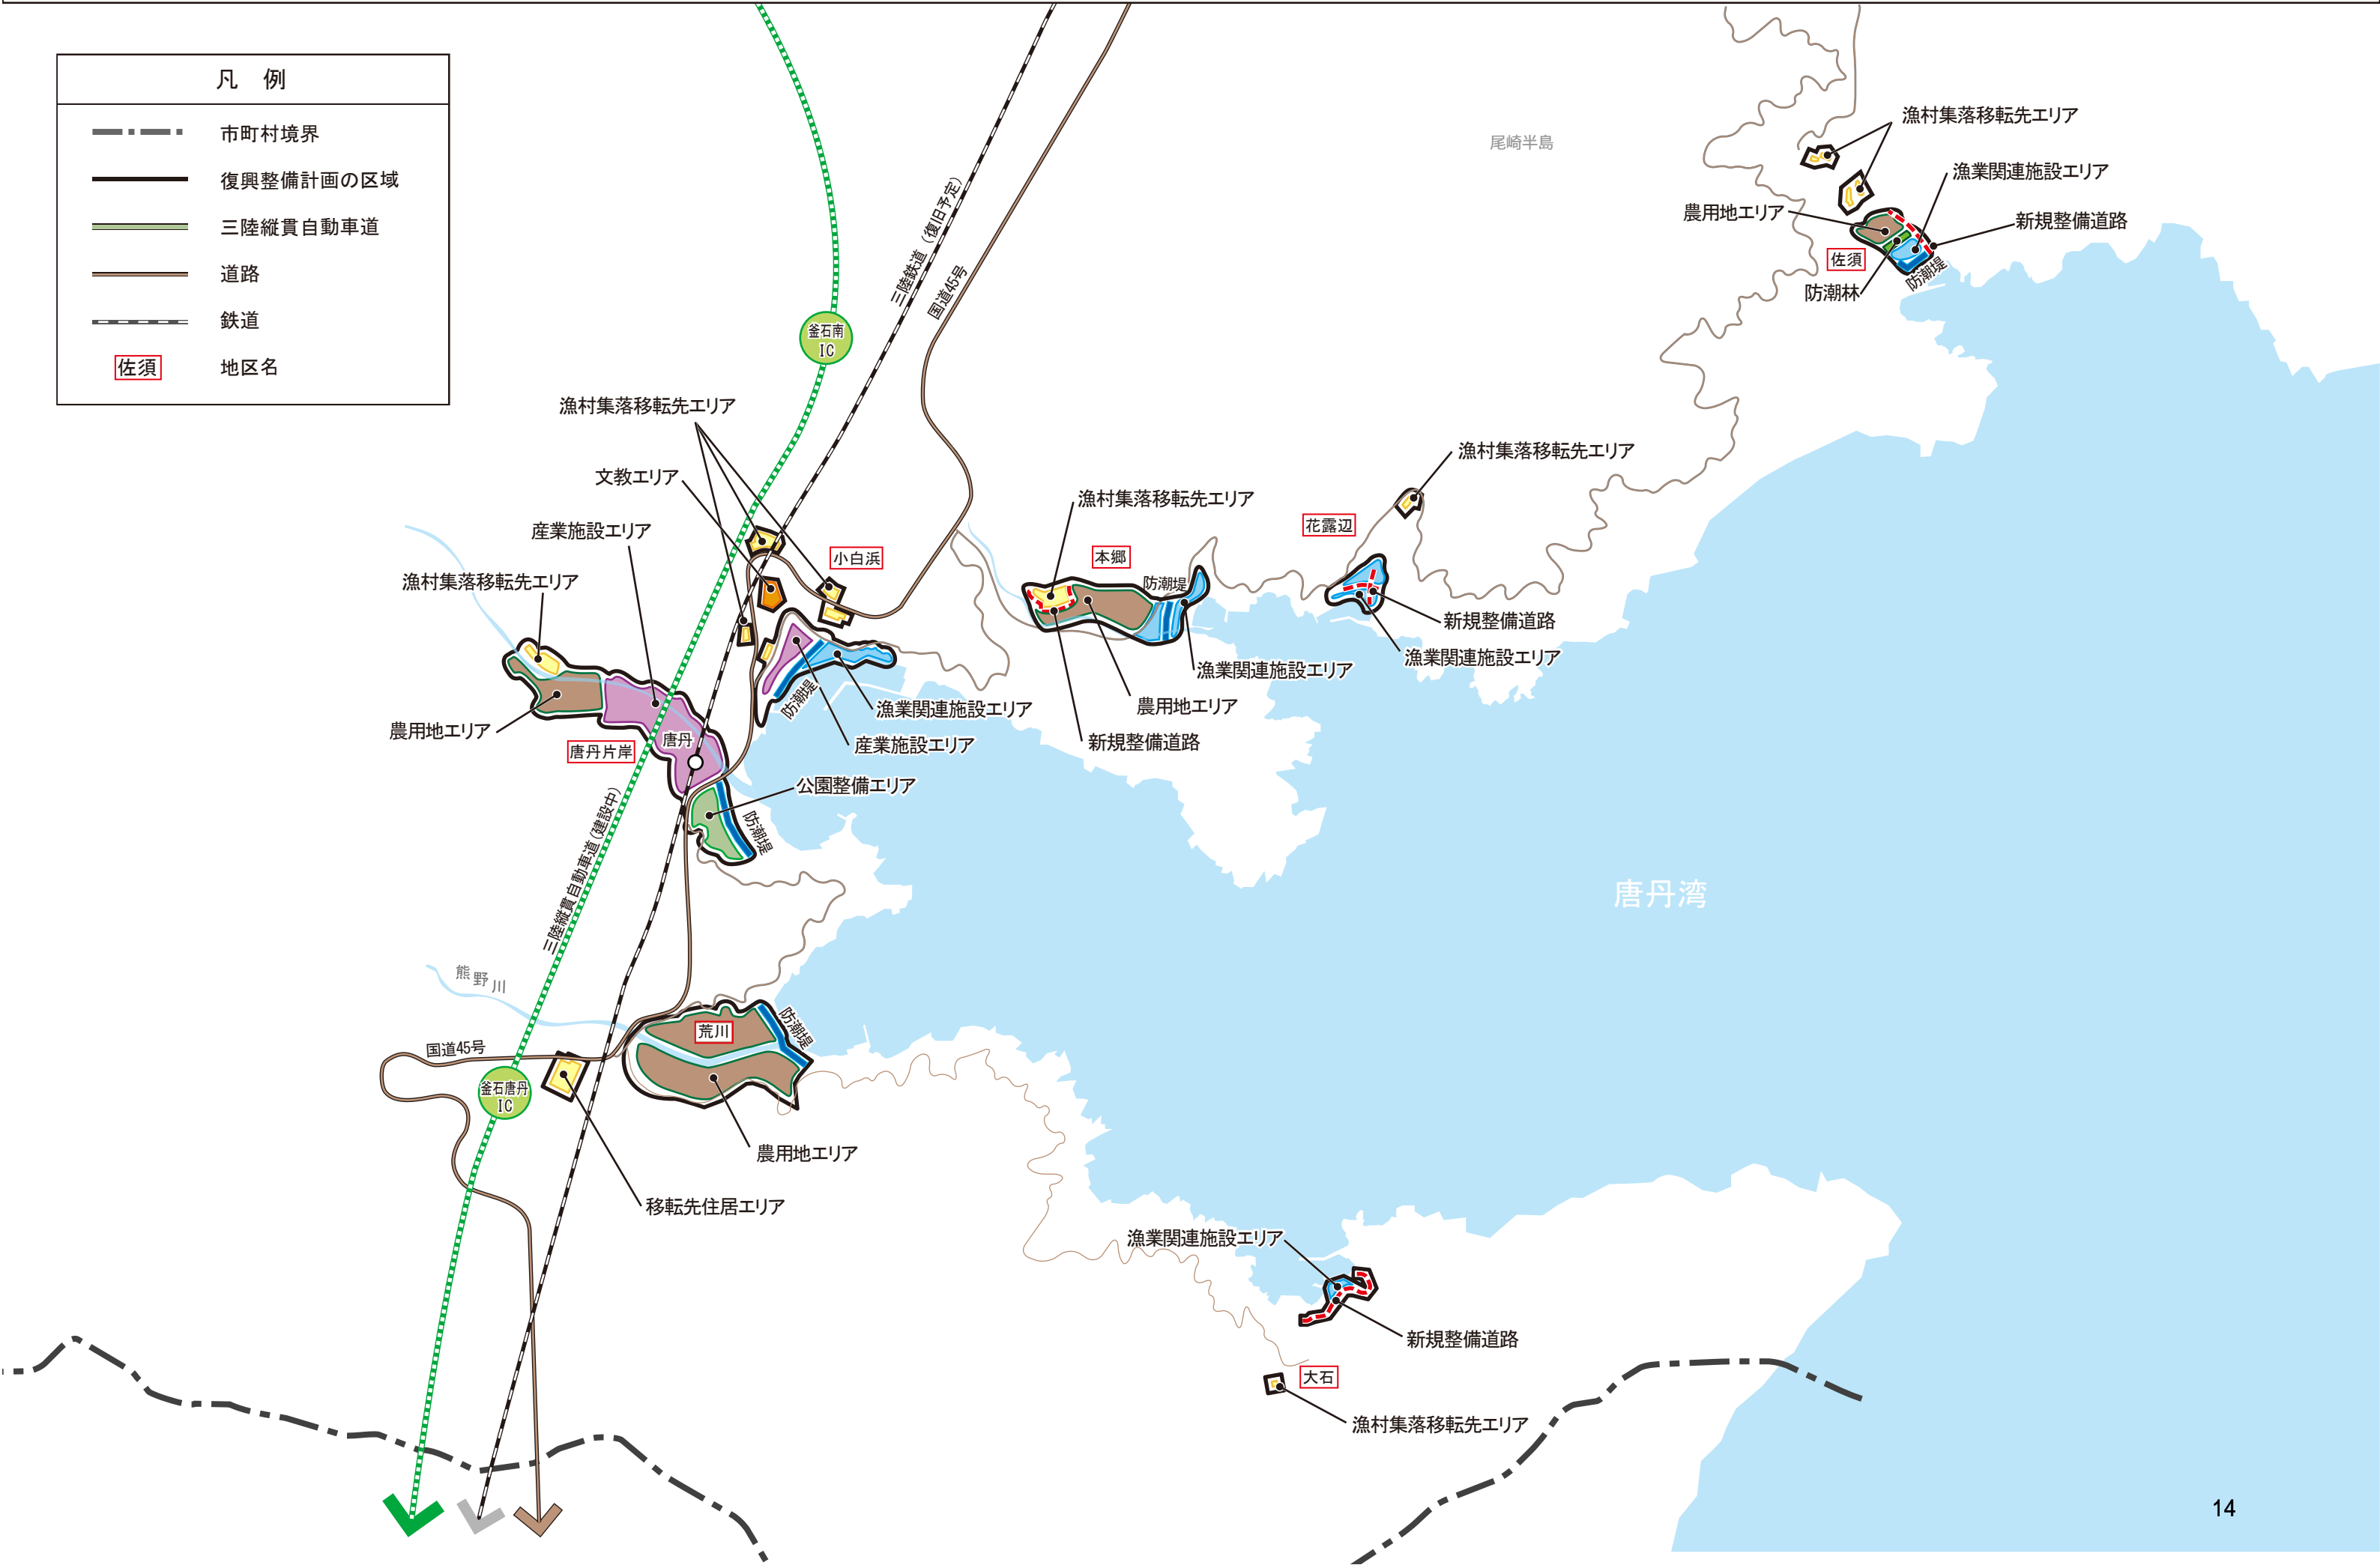 凡 例
市町村境界
復興整備計画の区域
三陸縦貫自動車道
道路
鉄道
佐須 地区名
尾崎半島
漁村集落移転先エリア
漁業関連施設エリア
農用地エリア
新規整備道路
佐須
防潮林
防潮堤
三陸鉄道(復旧予定)
国道45号
釜石南
IC
漁村集落移転先エリア
文教エリア
産業施設エリア
漁村集落移転先エリア
小白浜
農用地エリア
唐丹片岸
唐丹
防潮堤
漁業関連施設エリア
産業施設エリア
公園整備エリア
防潮堤
漁村集落移転先エリア
本郷
防潮堤
漁業関連施設エリア
農用地エリア
新規整備道路
漁村集落移転先エリア
花露辺
新規整備道路
漁業関連施設エリア
唐丹湾
三陸縦貫自動車道(建設中)
熊野川
国道45号
釜石唐丹
IC
荒川
防潮堤
農用地エリア
移転先住居エリア
漁業関連施設エリア
新規整備道路
大石
漁村集落移転先エリア
14